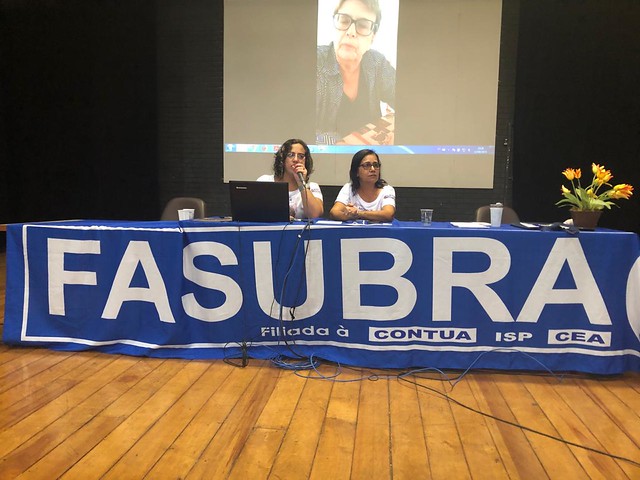 FASUBRA
Filiada à CONTUA ISP CEA